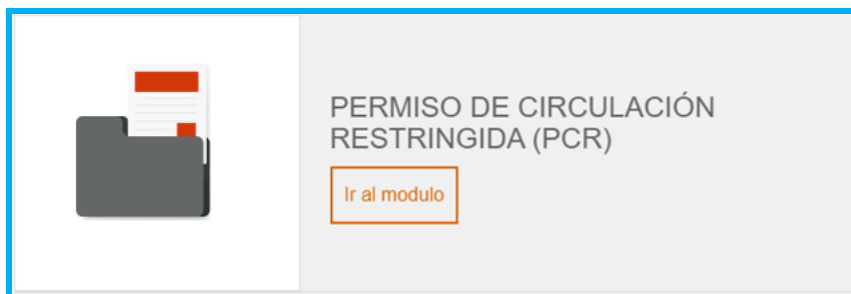 PERMISO DE CIRCULACIÓN
RESTRINGIDA (PCR)
Ir al modulo